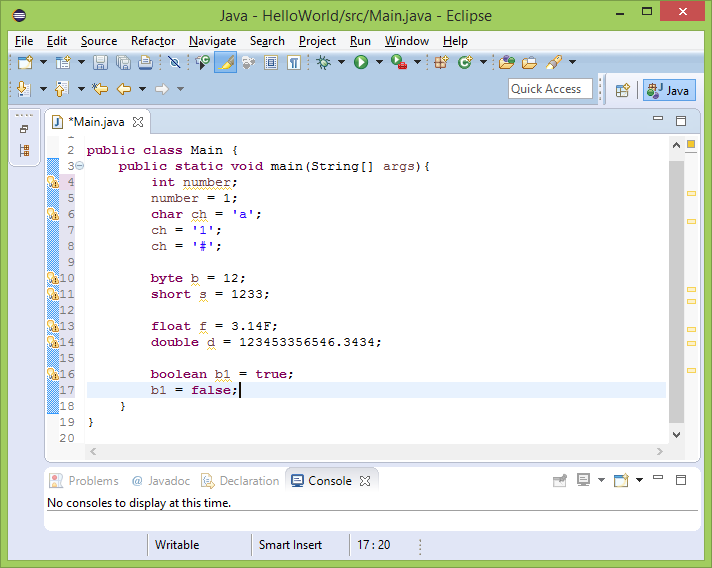 Java - HelloWorld/src/Main.java - Eclipse
File Edit Source Refactor Navigate Search Project Run Window Help
Quick Access Java
*Main.java
2 public class Main {
3 public static void main(String[] args){
4 int number;
5 number = 1;
6 char ch = 'a';
7 ch = '1';
8 ch = '#';
9
10 byte b = 12;
11 short s = 1233;
12
13 float f = 3.14F;
14 double d = 123453356546.3434;
15
16 boolean b1 = true;
17 b1 = false;
18 }
19 }
20
Problems @ Javadoc Declaration Console
No consoles to display at this time.
Writable Smart Insert 17 : 20